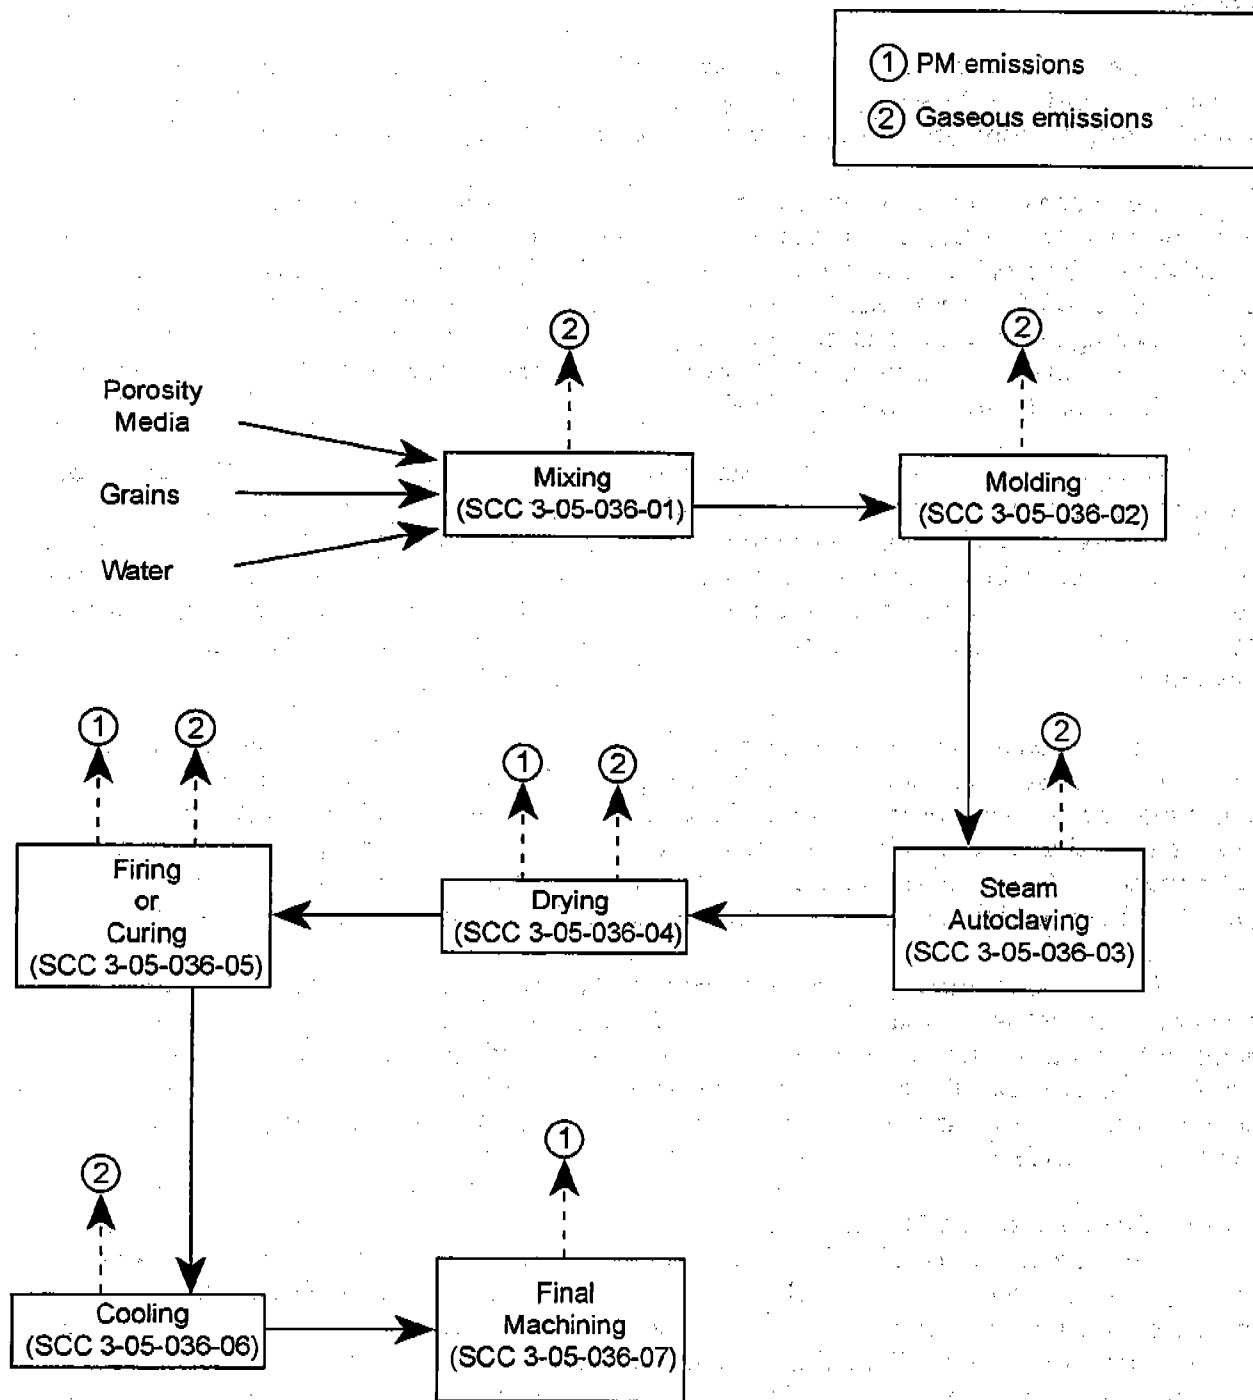 ① PM emissions
② Gaseous emissions
②
②
Porosity
Media
Grains
Water
Mixing
(SCC 3-05-036-01)
Molding
(SCC 3-05-036-02)
①
②
①
②
②
Firing
or
Curing
(SCC 3-05-036-05)
Drying
(SCC 3-05-036-04)
Steam
Autoclaving
(SCC 3-05-036-03)
②
①
Cooling
(SCC 3-05-036-06)
Final
Machining
(SCC 3-05-036-07)